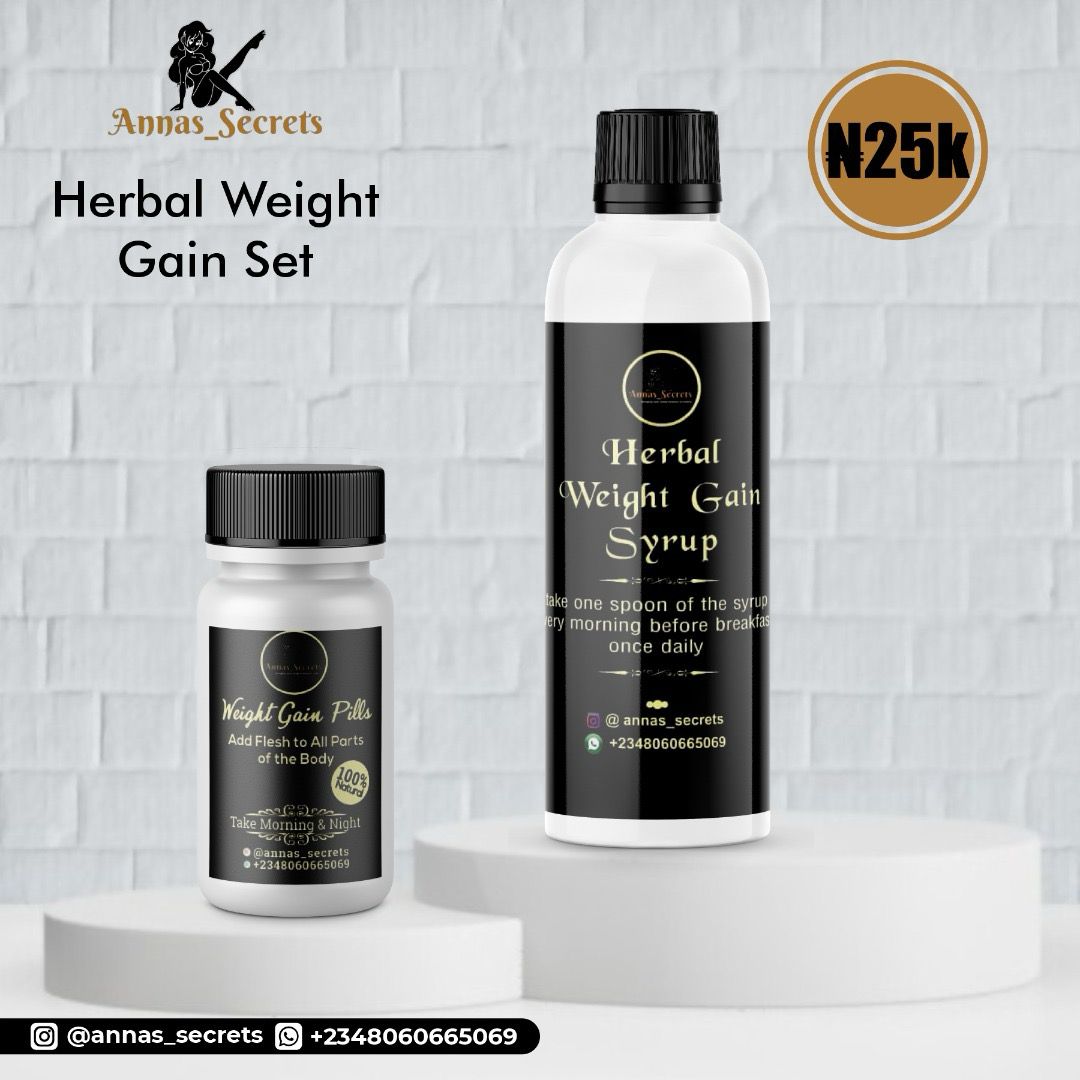 Annas_Secrets
Herbal Weight
Gain Set
₦25k
Annas_Secrets
Herbal
Weight Gain
Syrup
take one spoon of the syrup
very morning before breakfas
once daily
@ annas_secrets
+2348060665069
Annas_Secrets
Weight Gain Pills
Add Flesh to All Parts
of the Body
100%
Natural
Take Morning & Night
@annas_secrets
+2348060665069
@annas_secrets +2348060665069